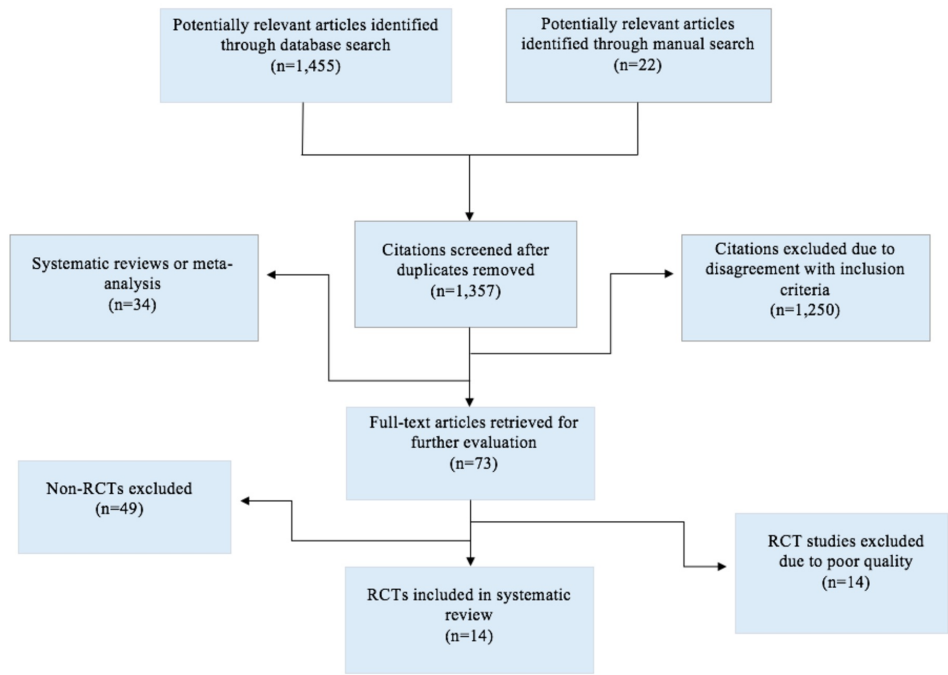 Potentially relevant articles identified
through database search
(n=1,455)
Potentially relevant articles
identified through manual search
(n=22)
Citations screened after
duplicates removed
(n=1,357)
Systematic reviews or meta-
analysis
(n=34)
Citations excluded due to
disagreement with inclusion
criteria
(n=1,250)
Full-text articles retrieved for
further evaluation
(n=73)
Non-RCTs excluded
(n=49)
RCT studies excluded
due to poor quality
(n=14)
RCTs included in systematic
review
(n=14)